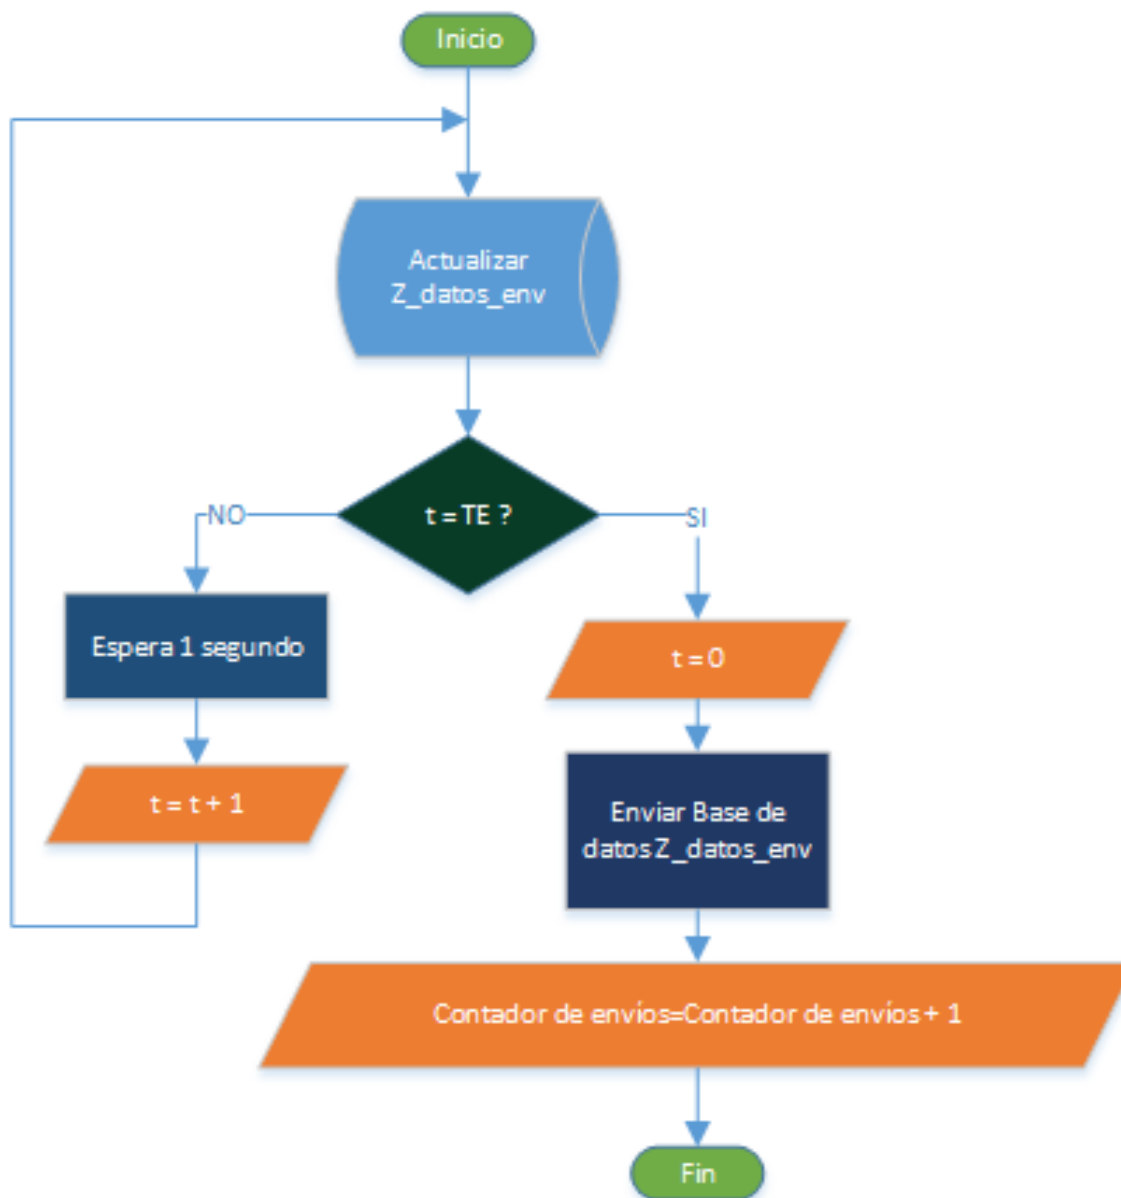 Inicio
Actualizar
Z_datos_env
t = TE ?
NO
SI
Espera 1 segundo
t = 0
t = t + 1
Enviar Base de
datos Z_datos_env
Contador de envíos=Contador de envíos + 1
Fin